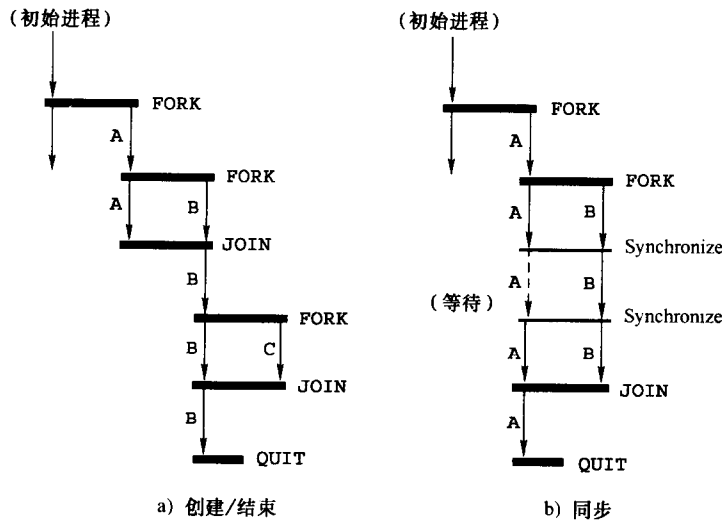 (初始进程)
FORK
A
FORK
A
B
JOIN
B
FORK
B
C
JOIN
B
QUIT
a) 创建/结束
(初始进程)
FORK
A
FORK
A
B
Synchronize
(等待)
A
B
Synchronize
A
B
JOIN
A
QUIT
b) 同步